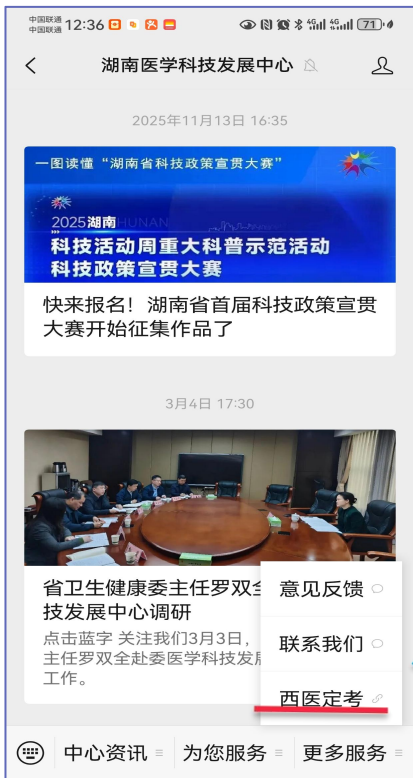 中国联通
中国联通
12:36
4G 4G 71
湖南医学科技发展中心
2025年11月13日 16:35
一图读懂“湖南省科技政策宣贯大赛”
2025湖南HUNAN
科技活动周重大科普示范活动
科技政策宣贯大赛
快来报名！湖南省首届科技政策宣贯
大赛开始征集作品了
3月4日 17:30
省卫生健康委主任罗双全
技发展中心调研
点击蓝字 关注我们3月3日，
主任罗双全赴委医学科技发展
工作。
意见反馈
联系我们
西医定考
中心资讯
为您服务
更多服务